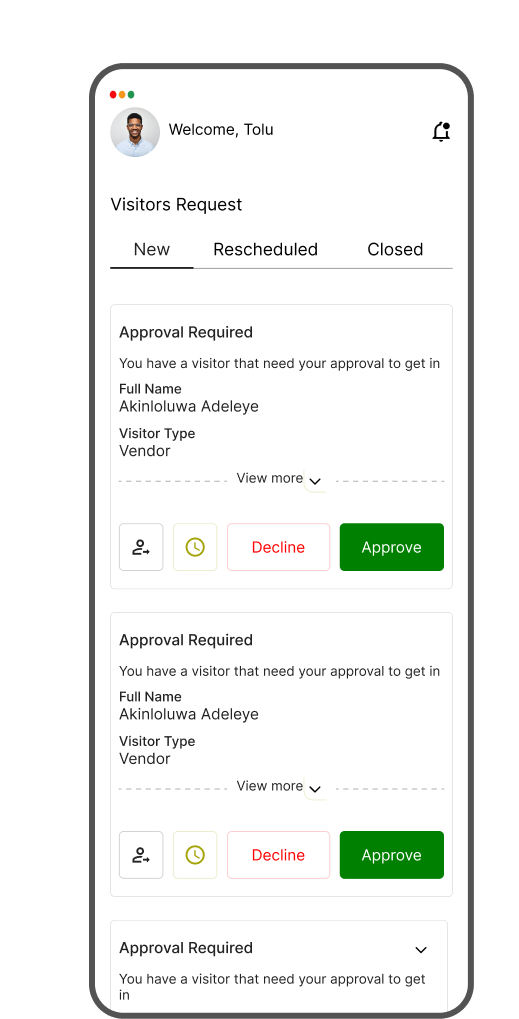 Welcome, Tolu
Visitors Request
New Rescheduled Closed
Approval Required
You have a visitor that need your approval to get in
Full Name
Akinloluwa Adeleye
Visitor Type
Vendor
View more
Decline Approve
Approval Required
You have a visitor that need your approval to get in
Full Name
Akinloluwa Adeleye
Visitor Type
Vendor
View more
Decline Approve
Approval Required
You have a visitor that need your approval to get
in